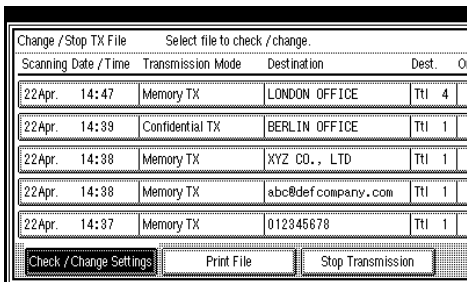 Change / Stop TX File Select file to check / change.
Scanning Date / Time Transmission Mode Destination Dest.
22Apr. 14:47 Memory TX LONDON OFFICE Ttl 4
22Apr. 14:39 Confidential TX BERLIN OFFICE Ttl 1
22Apr. 14:38 Memory TX XYZ CO., LTD Ttl 1
22Apr. 14:38 Memory TX abc@defcompany.com Ttl 1
22Apr. 14:37 Memory TX 012345678 Ttl 1
Check / Change Settings Print File Stop Transmission